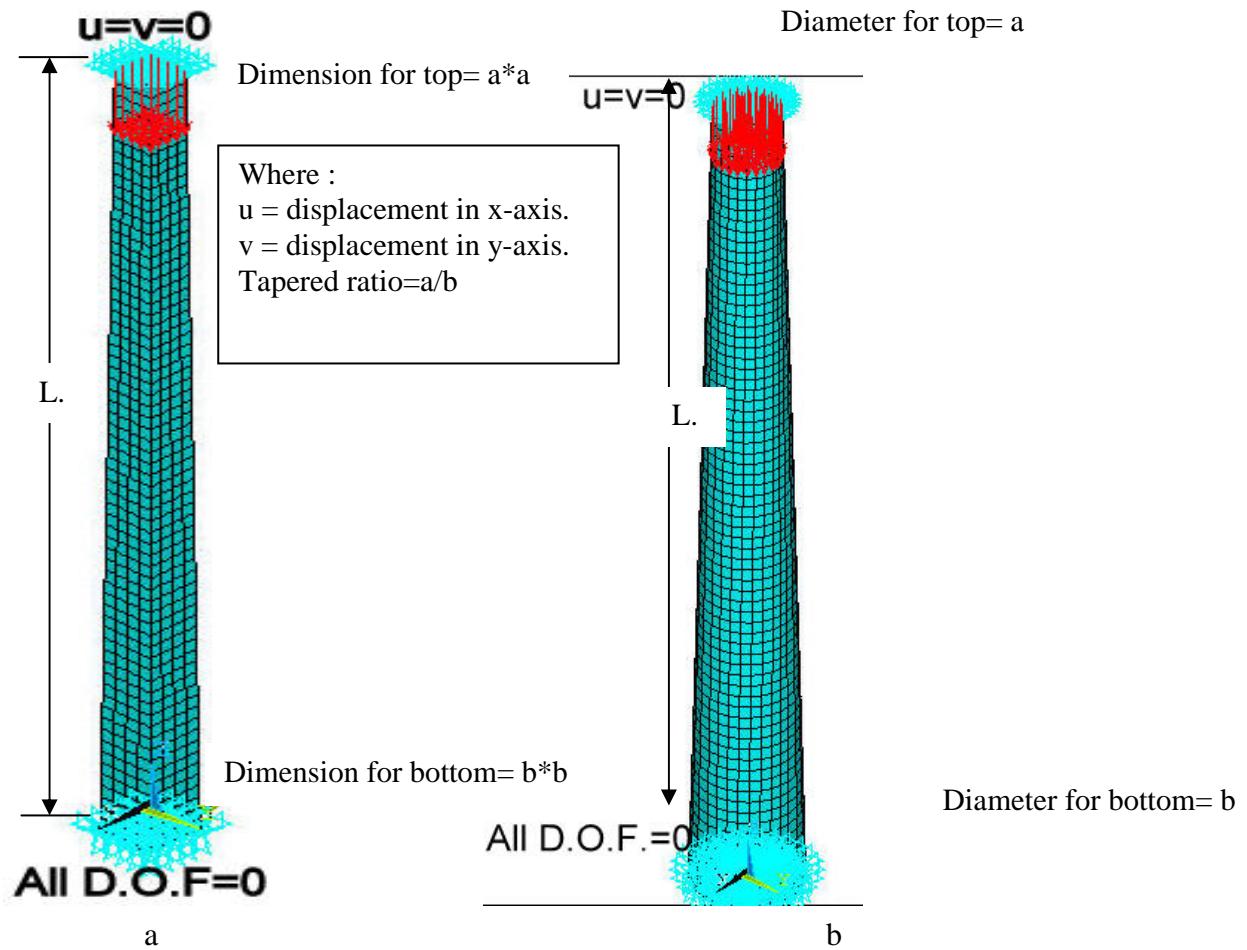 u=v=0
Dimension for top= a*a
Where :
u = displacement in x-axis.
v = displacement in y-axis.
Tapered ratio=a/b
L.
Dimension for bottom= b*b
All D.O.F=0
a
Diameter for top= a
u=v=0
L.
Diameter for bottom= b
All D.O.F.=0
Y
X
b